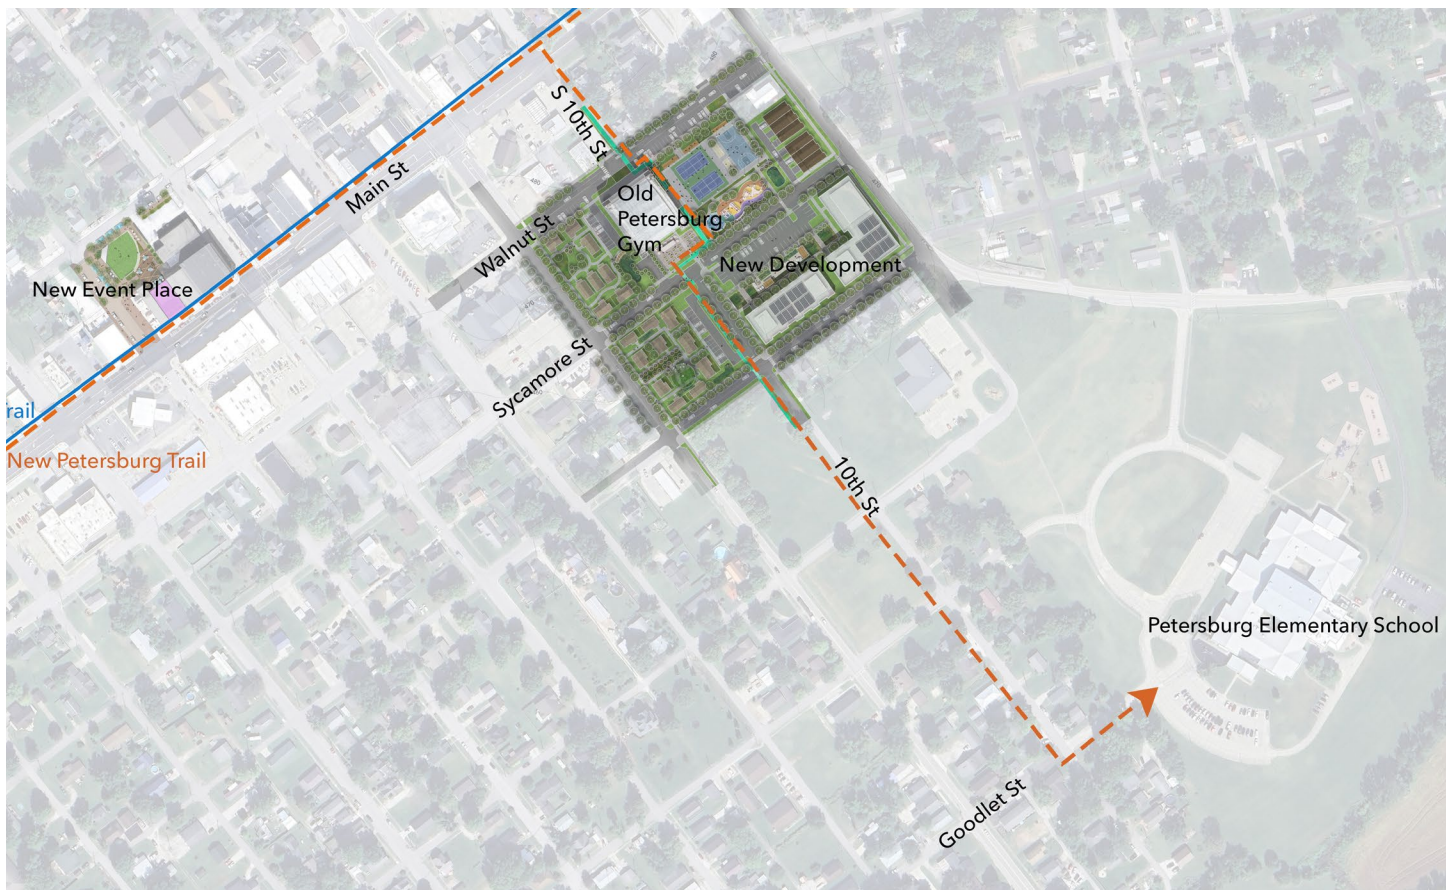 S 10th St
Main St
Old
Petersburg
Gym
Walnut St
New Development
New Event Place
Sycamore St
rail
New Petersburg Trail
10th St
Petersburg Elementary School
Goodlet St